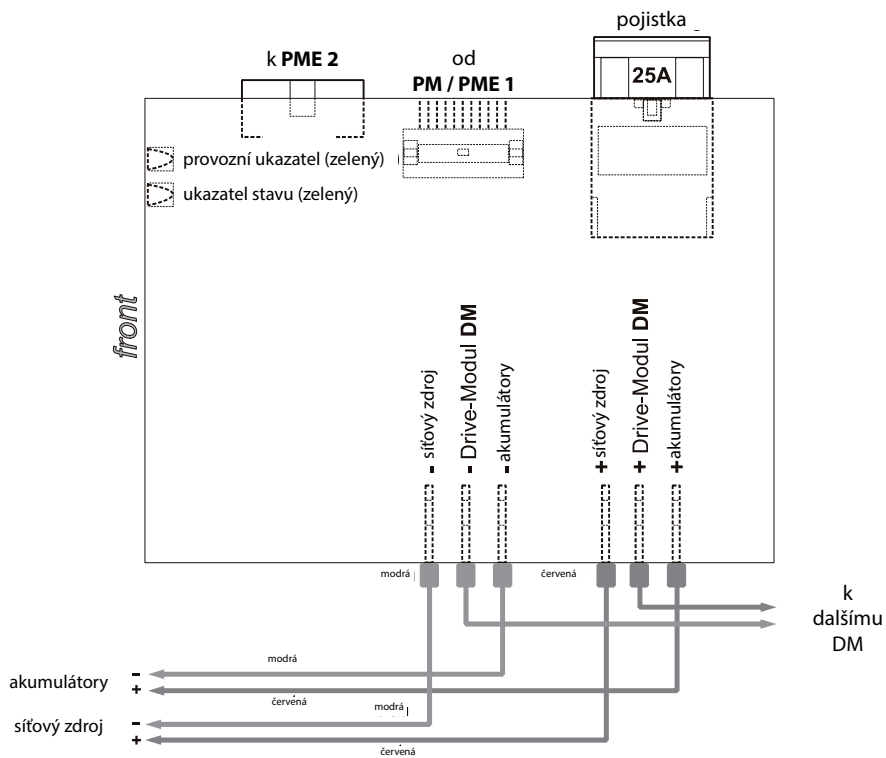 pojistka
k PME 2
od
PM / PME 1
25A
provozní ukazatel (zelený)
ukazatel stavu (zelený)
front
- síťový zdroj
- Drive-Modul DM
- akumulátory
+ síťový zdroj
+ Drive-Modul DM
+ akumulátory
modrá
červená
k
dalšímu
DM
modrá
akumulátory
-
+
červená
modrá
síťový zdroj
-
+
červená